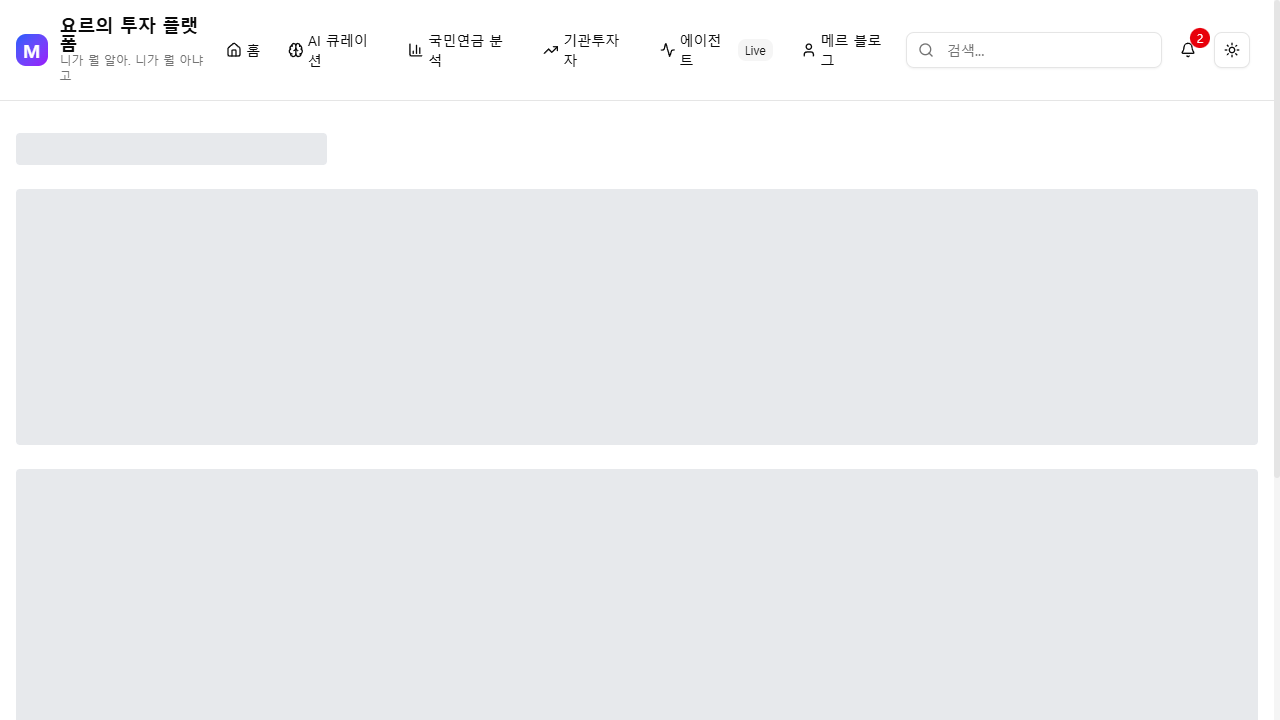 M
요르의 투자 플랫
폼
니가 뭘 알아. 니가 뭘 아냐
고
홈
AI 큐레이
션
국민연금 분
석
기관투자
자
에이전
트
Live
메르 블로
그
검색...
2